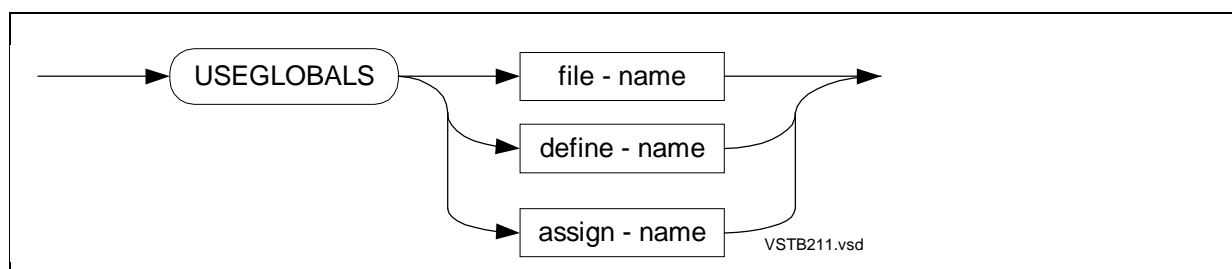 USEGLOBALS
file - name
define - name
assign - name
VSTB211.vsd